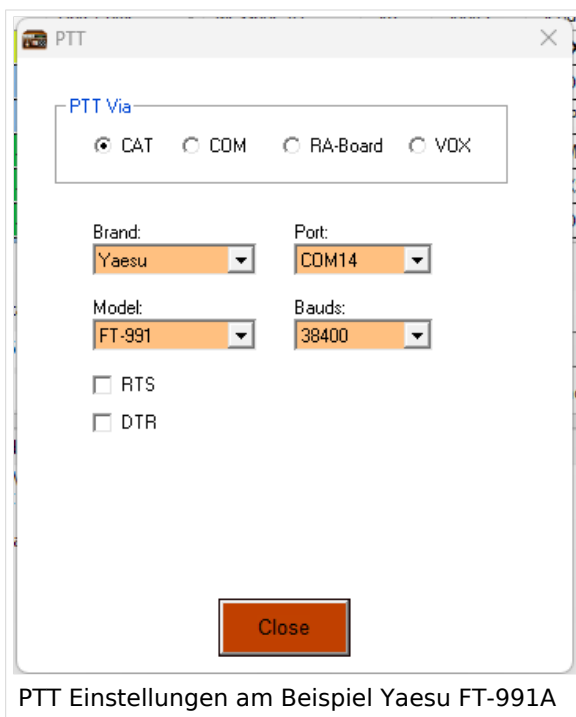 PTT
PTT Via
CAT COM RA-Board VOX
Brand: Port:
Yaesu COM14
Model: Bauds:
FT-991 38400
RTS
DTR
Close
PTT Einstellungen am Beispiel Yaesu FT-991A